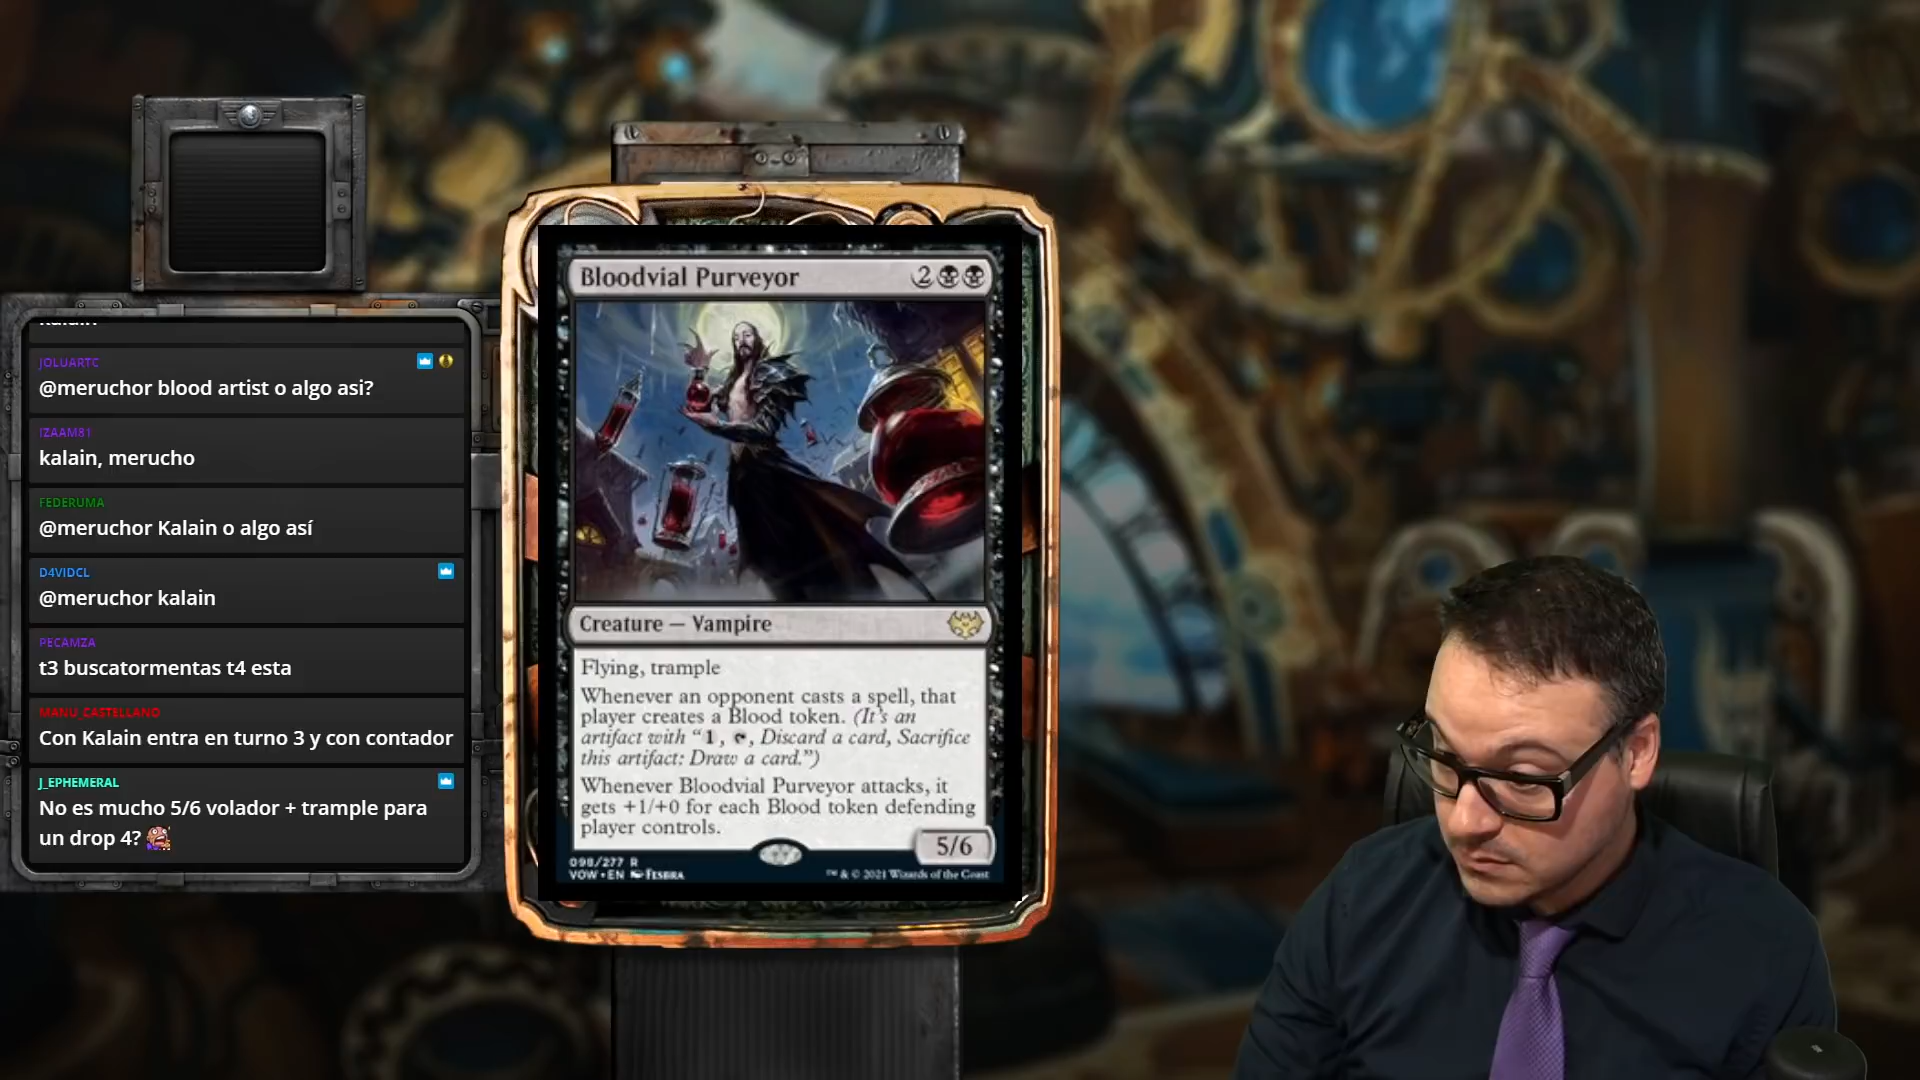 JOLUARTC
@meruchor blood artist o algo asi?
IZAAM81
kalain, merucho
FEDERUMA
@meruchor Kalain o algo así
D4VIDCL
@meruchor kalain
PECAMZA
t3 buscatormentas t4 esta
MANU_CASTELLANO
Con Kalain entra en turno 3 y con contador
J_EPHEMERAL
No es mucho 5/6 volador + trample para
un drop 4?
Bloodvial Purveyor 2
Creature — Vampire
Flying, trample
Whenever an opponent casts a spell, that
player creates a Blood token. (It's an
artifact with "1, , Discard a card, Sacrifice
this artifact: Draw a card.")
Whenever Bloodvial Purveyor attacks, it
gets +1/+0 for each Blood token defending
player controls.
5/6
098/277 R
VOW • EN FESBRA
™ & © 2021 Wizards of the Coast